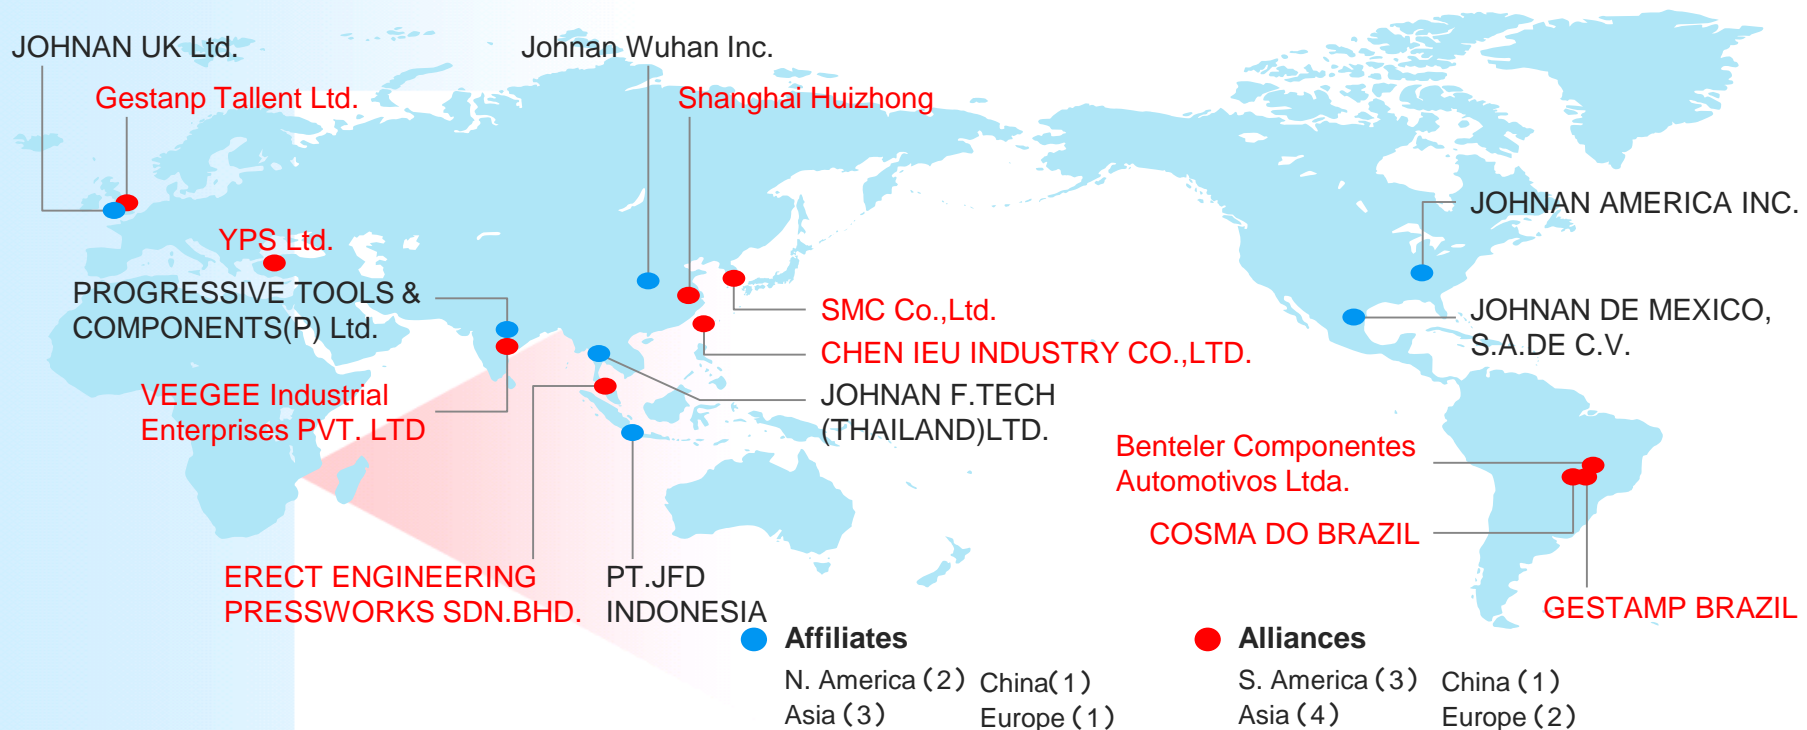 JOHNAN UK Ltd.
Gestanp Tallent Ltd.
Johnan Wuhan Inc.
Shanghai Huizhong
YPS Ltd.
PROGRESSIVE TOOLS &
COMPONENTS(P) Ltd.
VEEGEE Industrial
Enterprises PVT. LTD
ERECT ENGINEERING
PRESSWORKS SDN.BHD.
PT.JFD
INDONESIA
SMC Co.,Ltd.
CHEN IEU INDUSTRY CO.,LTD.
JOHNAN F.TECH
(THAILAND)LTD.
JOHNAN AMERICA INC.
JOHNAN DE MEXICO,
S.A.DE C.V.
Benteler Componentes
Automotivos Ltda.
COSMA DO BRAZIL
GESTAMP BRAZIL
Affiliates
N. America（2） China(1)
Asia（3） Europe（1）
Alliances
S. America（3） China（1）
Asia（4） Europe（2）